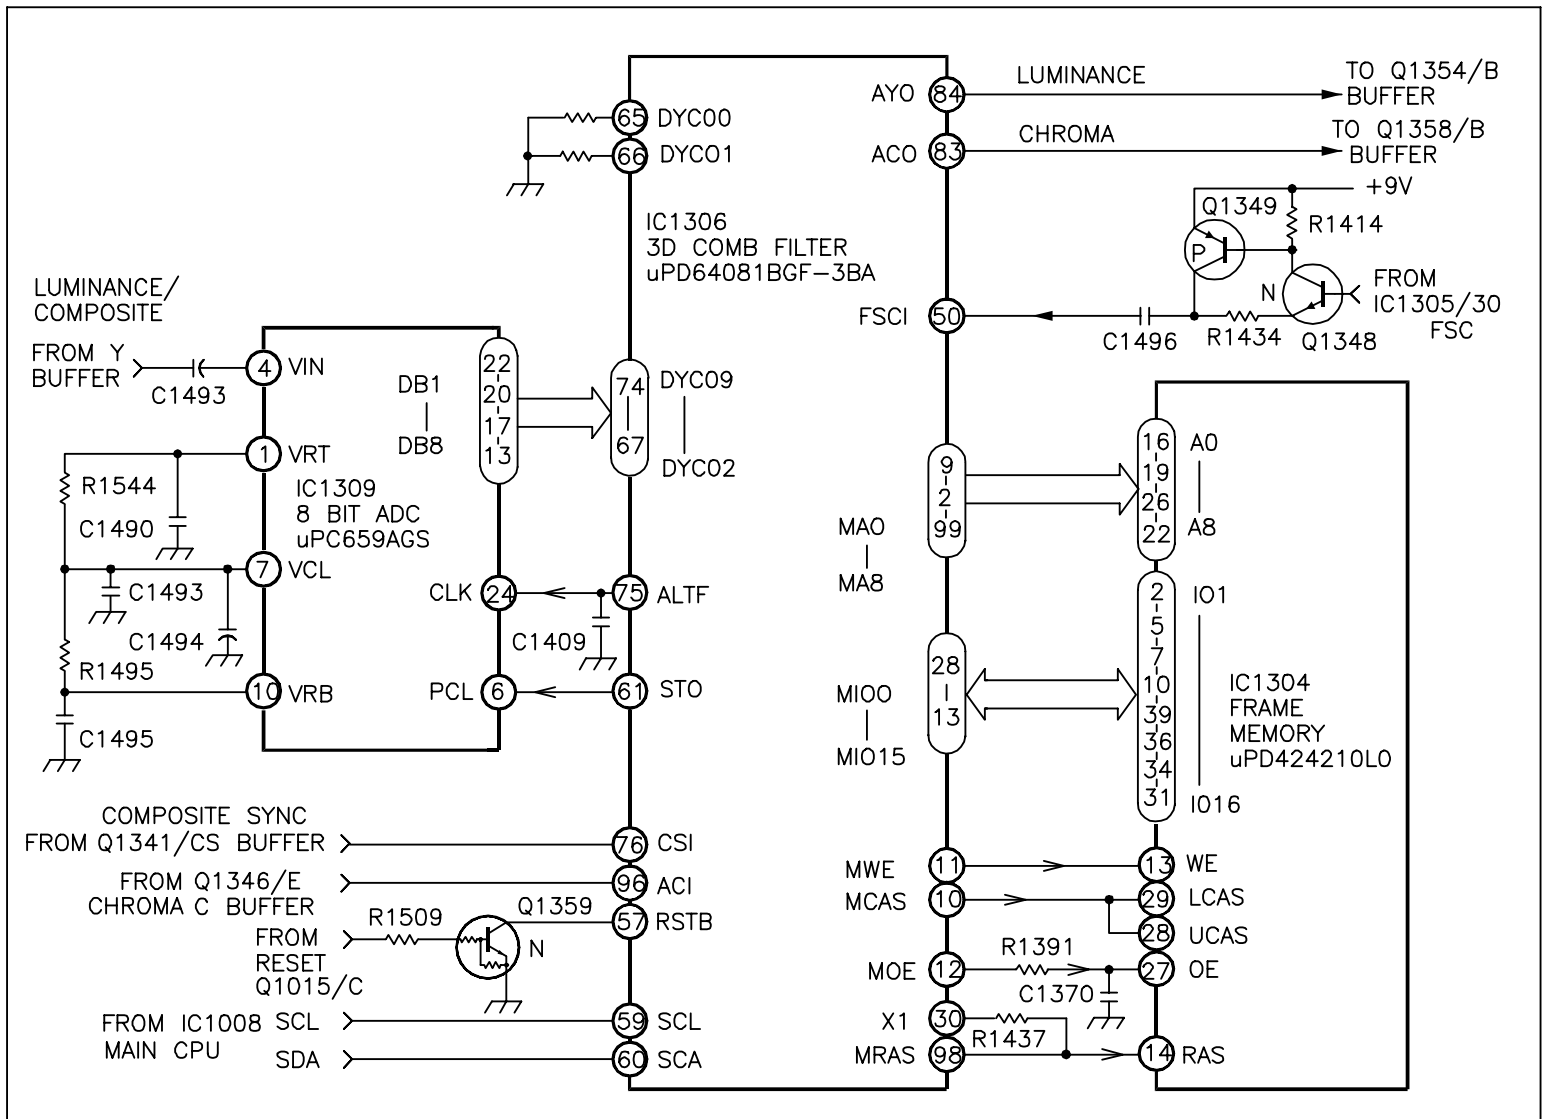 AYO 84 LUMINANCE TO Q1354/B
BUFFER
ACO 83 CHROMA TO Q1358/B
BUFFER
65 DYC00
66 DYCO1
IC1306
3D COMB FILTER
uPD64081BGF-3BA
+9V
Q1349
R1414
P
N
FROM
IC1305/30
FSC
FSCI 50
C1496
R1434
Q1348
LUMINANCE/
COMPOSITE
FROM Y
BUFFER
C1493
4 VIN
1 VRT
R1544
C1490
IC1309
8 BIT ADC
uPC659AGS
7 VCL
C1493
C1494
R1495
10 VRB
C1495
DB1
|
DB8
22
20
17
13
74
67
DYC09
DYC02
CLK 24
75 ALTF
C1409
PCL 6
61 STO
9
2
99
MAO
MA8
16
19
26
22
A0
A8
28
13
MIOO
MIO15
2
5
7
10
39
36
34
31
IO1
IO16
IC1304
FRAME
MEMORY
uPD424210LO
COMPOSITE SYNC
FROM Q1341/CS BUFFER
76 CSI
FROM Q1346/E
CHROMA C BUFFER
96 ACI
R1509
Q1359
57 RSTB
FROM
RESET
Q1015/C
N
FROM IC1008
MAIN CPU
SCL
59 SCL
SDA
60 SCA
MWE 11
13 WE
MCAS 10
29 LCAS
28 UCAS
MOE 12
R1391
27 OE
C1370
X1 30
R1437
MRAS 98
14 RAS